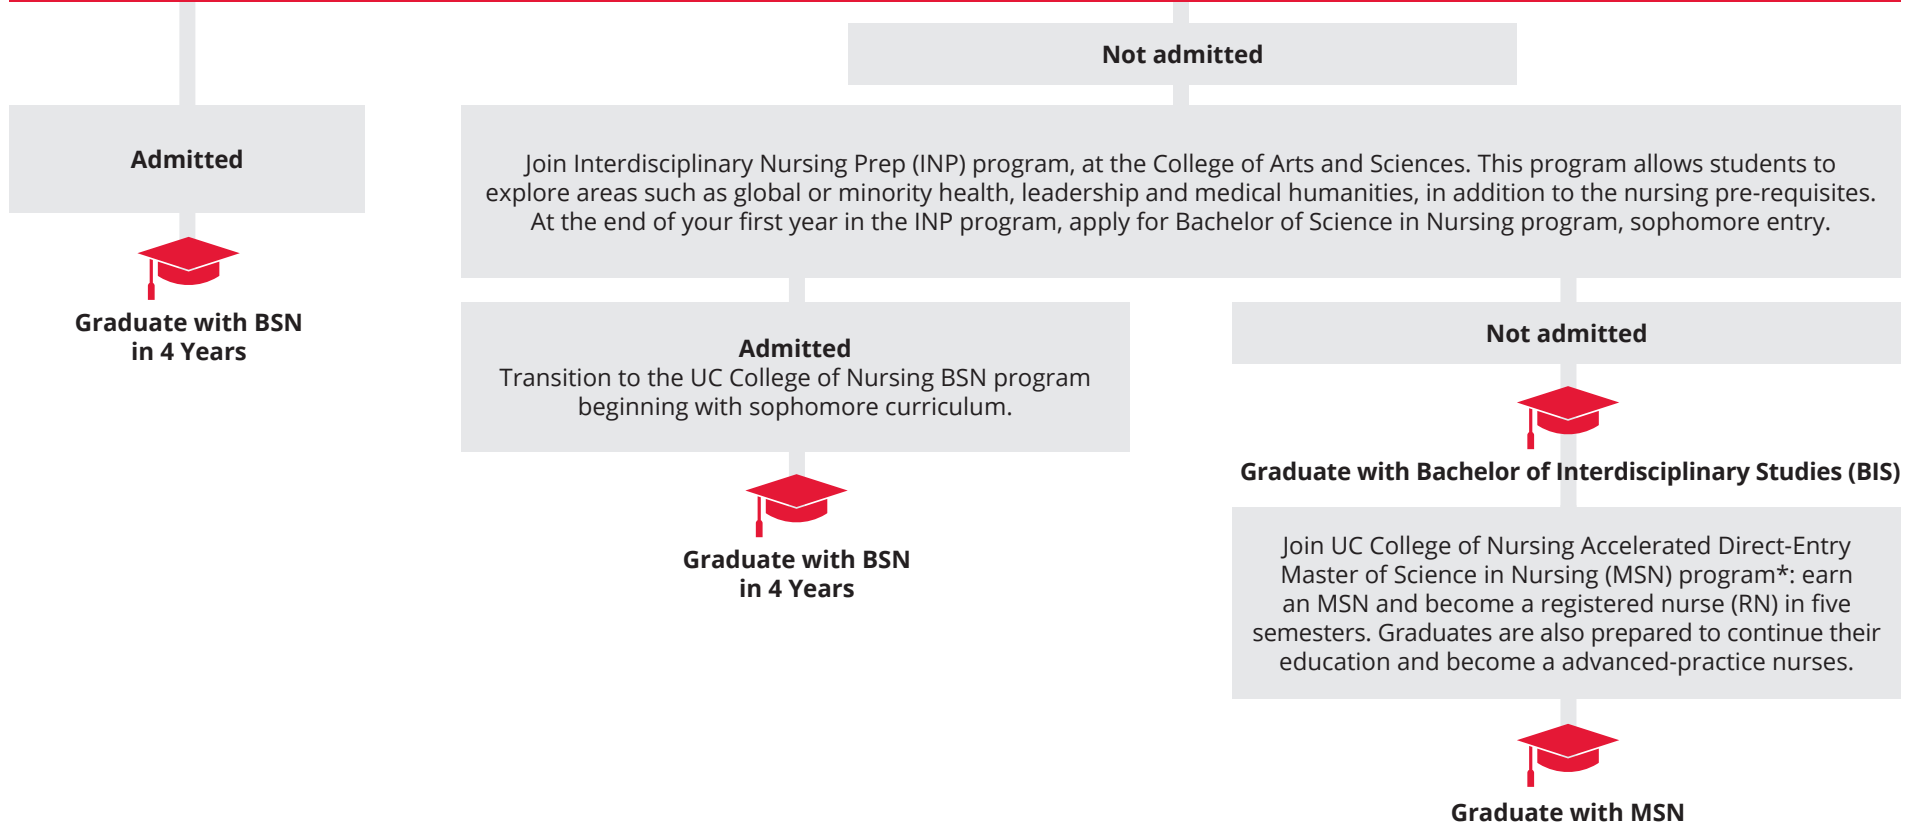 Not admitted
Admitted
Join Interdisciplinary Nursing Prep (INP) program, at the College of Arts and Sciences. This program allows students to
explore areas such as global or minority health, leadership and medical humanities, in addition to the nursing pre-requisites.
At the end of your first year in the INP program, apply for Bachelor of Science in Nursing program, sophomore entry.
Graduate with BSN
in 4 Years
Admitted
Transition to the UC College of Nursing BSN program
beginning with sophomore curriculum.
Graduate with BSN
in 4 Years
Not admitted
Graduate with Bachelor of Interdisciplinary Studies (BIS)
Join UC College of Nursing Accelerated Direct-Entry
Master of Science in Nursing (MSN) program*: earn
an MSN and become a registered nurse (RN) in five
semesters. Graduates are also prepared to continue their
education and become a advanced-practice nurses.
Graduate with MSN